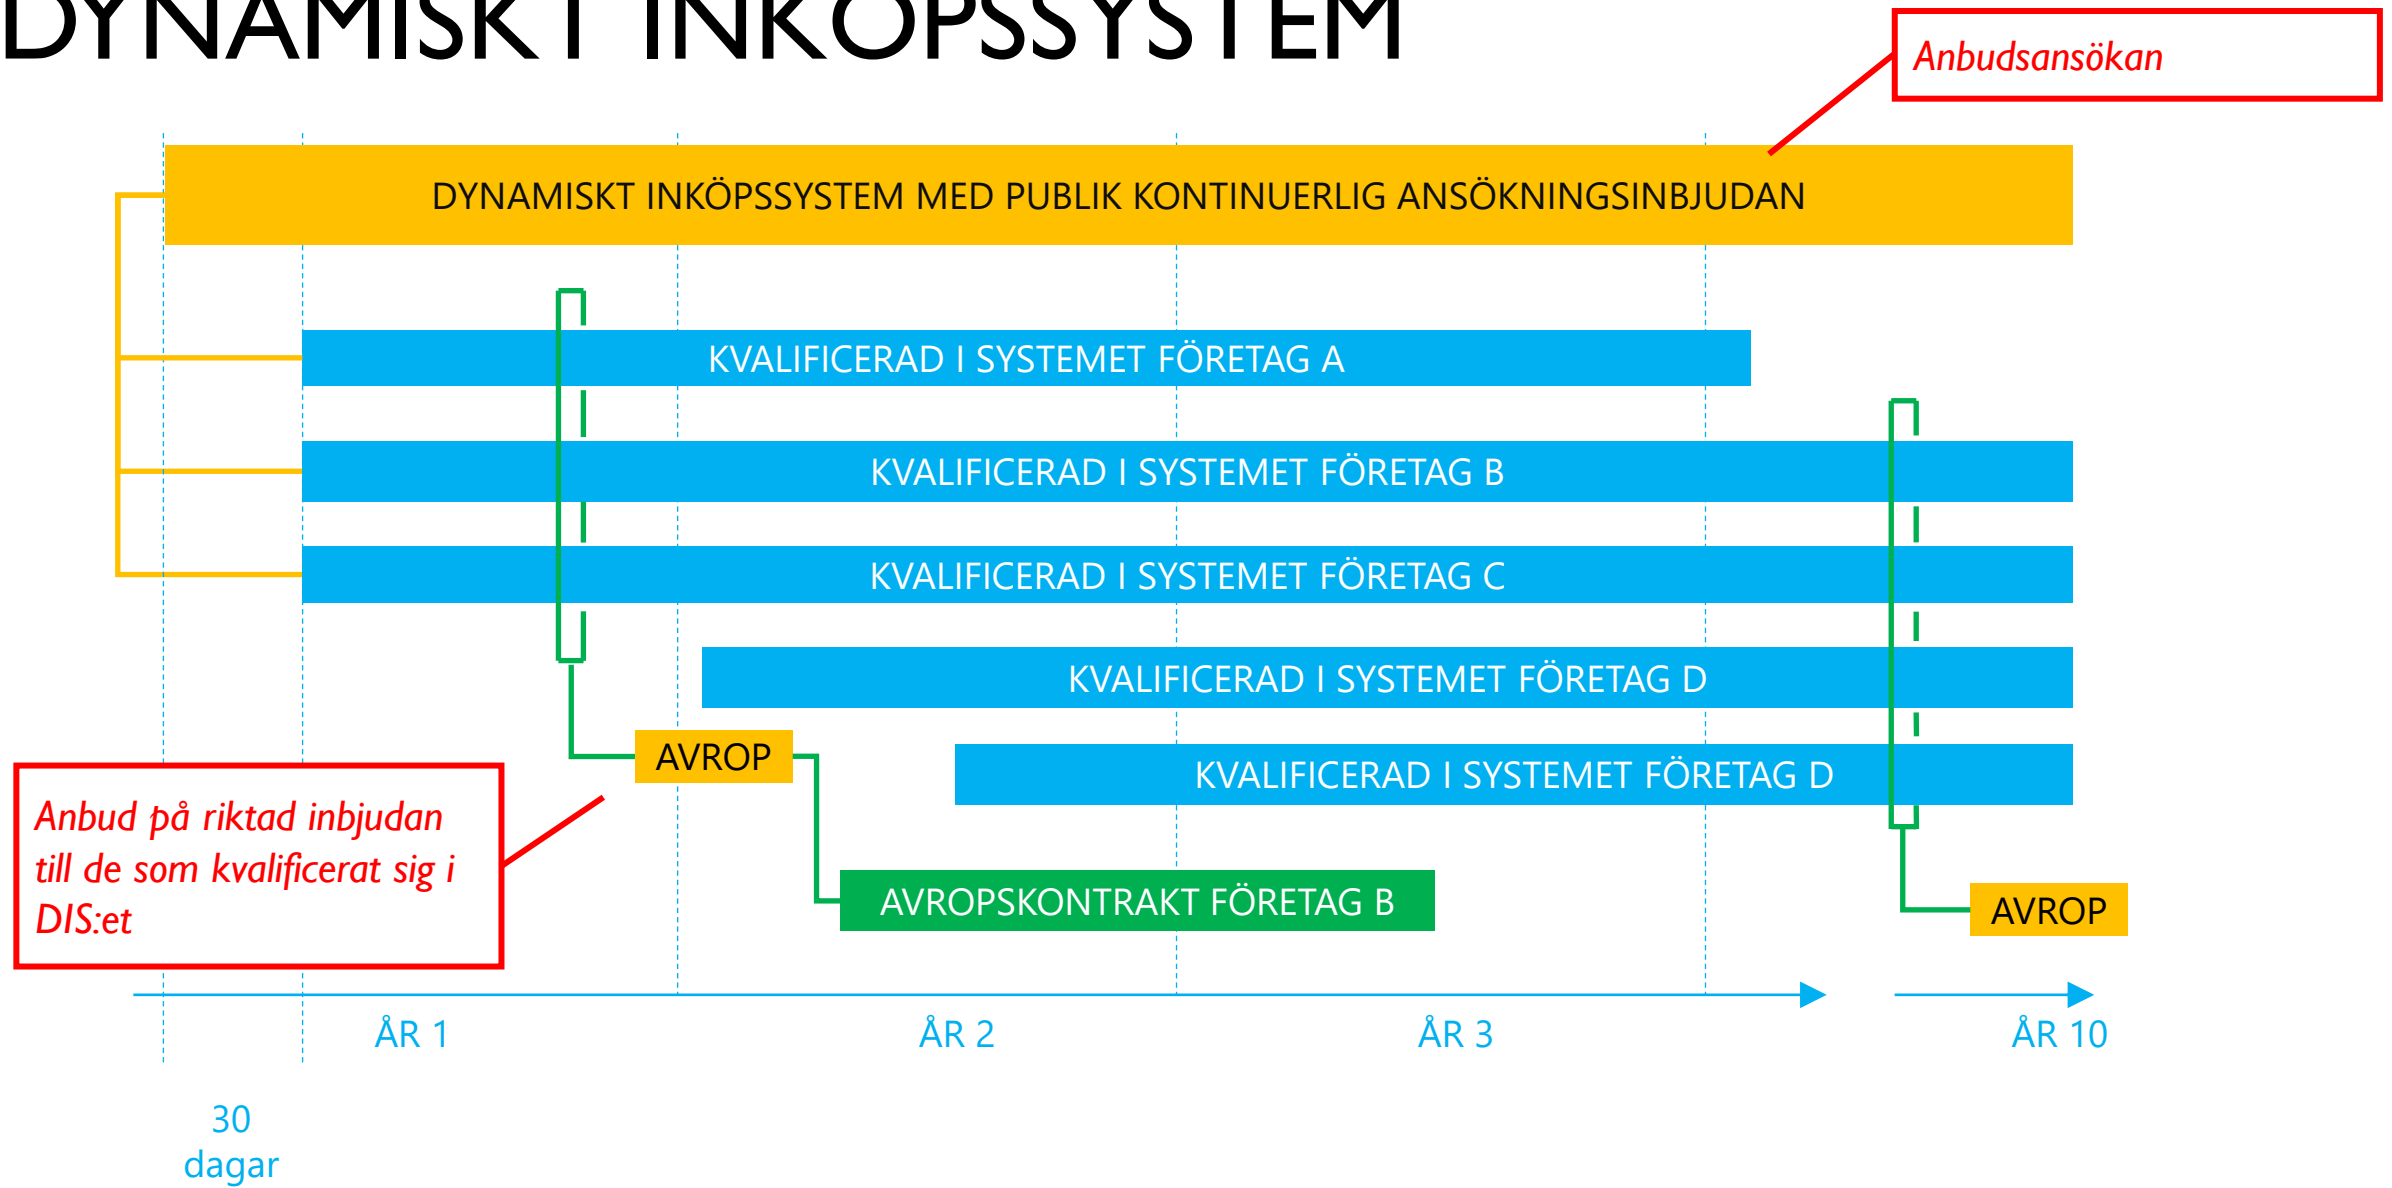 DYNAMISKT INKÖPSSYSTEM
Anbudsansökan
DYNAMISKT INKÖPSSYSTEM MED PUBLIK KONTINUERLIG ANSÖKNINGSINBJUDAN
KVALIFICERAD I SYSTEMET FÖRETAG A
KVALIFICERAD I SYSTEMET FÖRETAG B
KVALIFICERAD I SYSTEMET FÖRETAG C
KVALIFICERAD I SYSTEMET FÖRETAG D
AVROP
KVALIFICERAD I SYSTEMET FÖRETAG D
Anbud på riktad inbjudan
till de som kvalificerat sig i
DIS:et
AVROPSKONTRAKT FÖRETAG B
AVROP
ÅR 1
ÅR 2
ÅR 3
ÅR 10
30
dagar